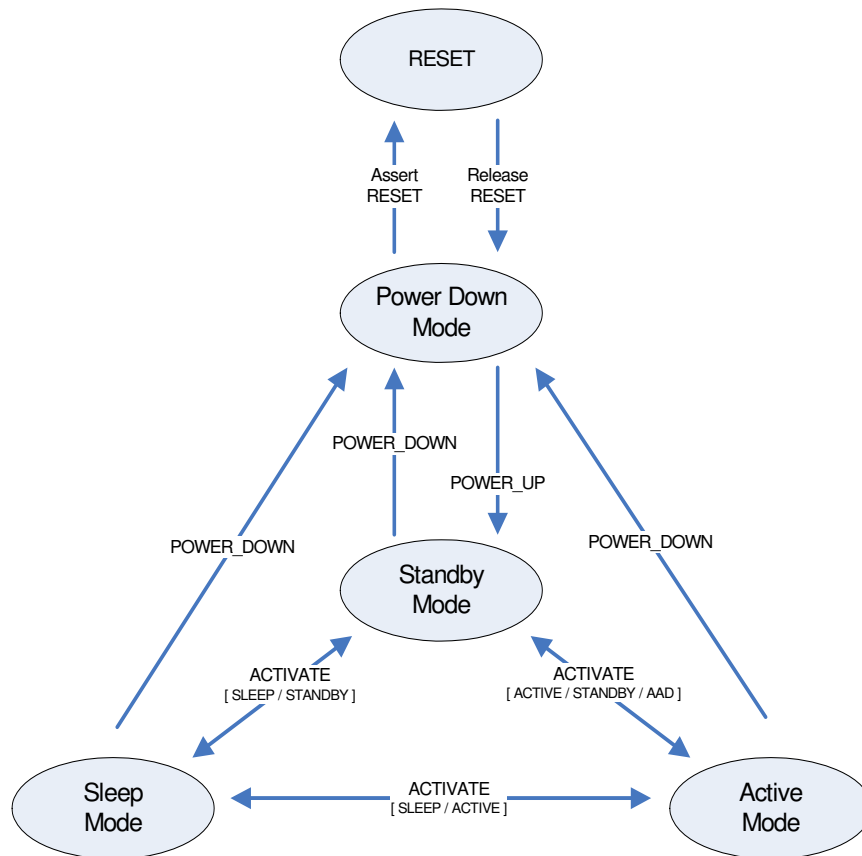 RESET
Assert
RESET
Release
RESET
Power Down
Mode
POWER_DOWN
POWER_UP
POWER_DOWN
POWER_DOWN
Standby
Mode
ACTIVATE
[ SLEEP / STANDBY ]
ACTIVATE
[ ACTIVE / STANDBY / AAD ]
Sleep
Mode
ACTIVATE
[ SLEEP / ACTIVE ]
Active
Mode